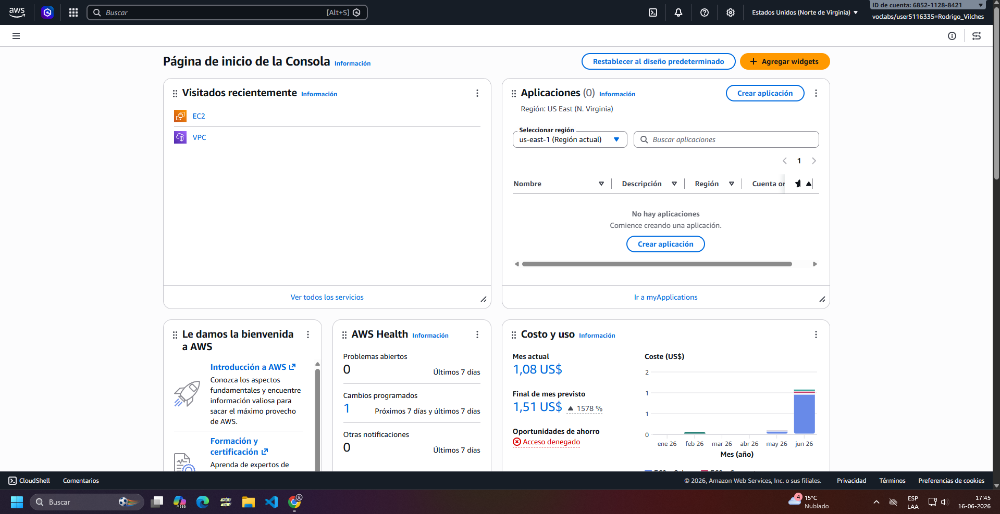 aws
Buscar
[Alt+S]
Estados Unidos (Norte de Virginia)
ID de cuenta: 6852-1128-8421
voclabs/user5116335=Rodrigo_Vilches
Página de inicio de la Consola
Información
Restablecer al diseño predeterminado
Agregar widgets
Visitados recientemente
Información
EC2
VPC
Ver todos los servicios
Aplicaciones (0)
Información
Crear aplicación
Región: US East (N. Virginia)
Seleccionar región
us-east-1 (Región actual)
Buscar aplicaciones
1
Nombre
Descripción
Región
Cuenta or
No hay aplicaciones
Comience creando una aplicación.
Crear aplicación
Ir a myApplications
Le damos la bienvenida
a AWS
Introducción a AWS
Conozca los aspectos
fundamentales y encuentre
información valiosa para
sacar el máximo provecho
de AWS.
Formación y
certificación
Aprenda de expertos de
AWS Health
Información
Problemas abiertos
0
Últimos 7 días
Cambios programados
1
Próximos 7 días y últimos 7 días
Otras notificaciones
0
Últimos 7 días
Costo y uso
Información
Mes actual
1,08 US$
Final de mes previsto
1,51 US$
1578 %
Oportunidades de ahorro
Acceso denegado
Coste (US$)
2
1
1
0
ene 26
feb 26
mar 26
abr 26
may 26
jun 26
Mes (año)
CloudShell
Comentarios
© 2026, Amazon Web Services, Inc. o sus filiales.
Privacidad
Términos
Preferencias de cookies
Buscar
M365
4
15°C
Nublado
ESP
LAA
17:45
16-06-2026